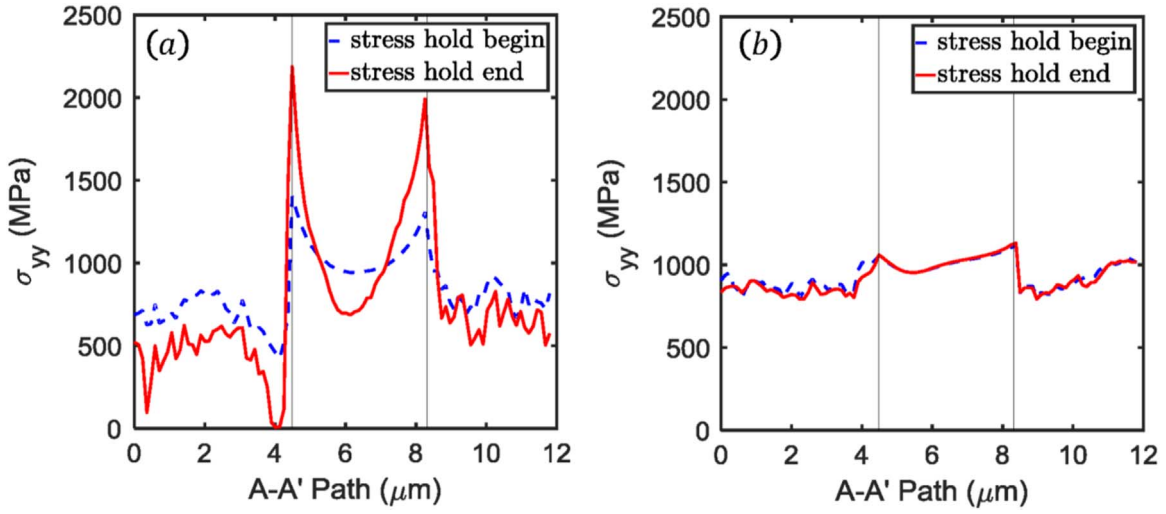 (a)
stress hold begin
stress hold end
2500
2000
1500
1000
500
0
σyy (MPa)
0 2 4 6 8 10 12
A-A' Path (μm)
(b)
stress hold begin
stress hold end
2500
2000
1500
1000
500
0
σyy (MPa)
0 2 4 6 8 10 12
A-A' Path (μm)